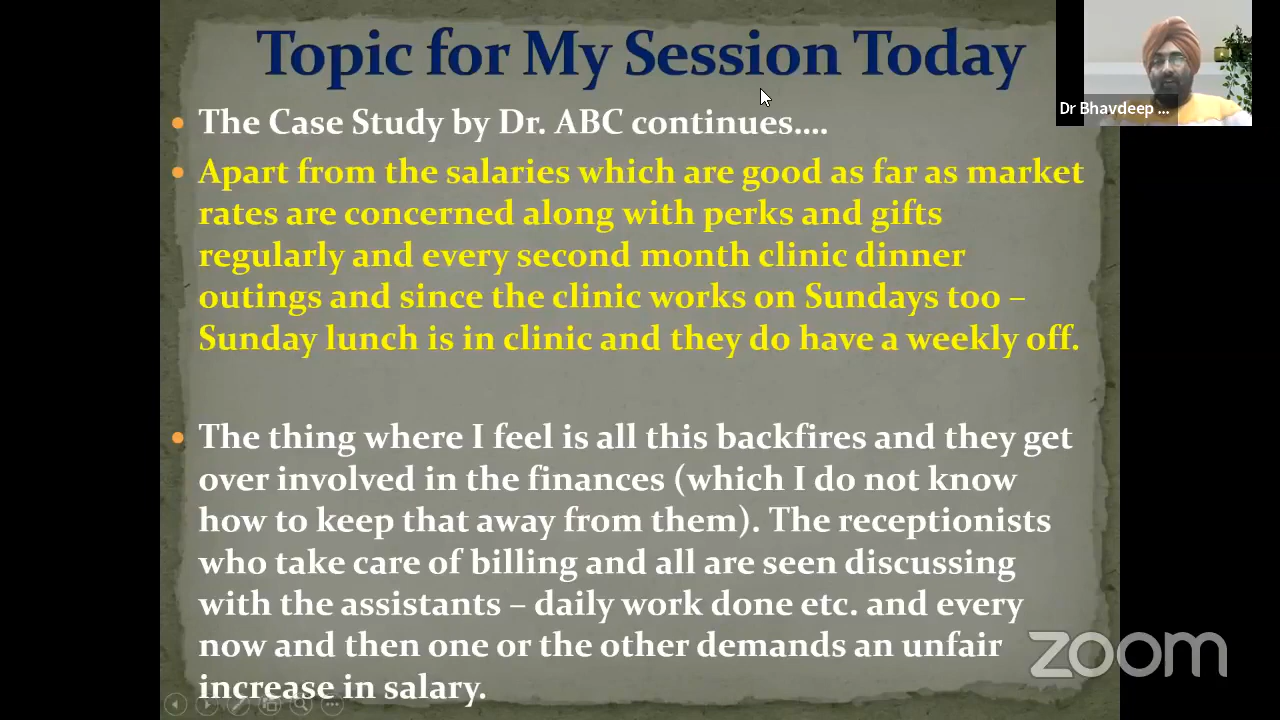 Topic for My Session Today
Dr Bhavdeep ...
The Case Study by Dr. ABC continues....
Apart from the salaries which are good as far as market
rates are concerned along with perks and gifts
regularly and every second month clinic dinner
outings and since the clinic works on Sundays too –
Sunday lunch is in clinic and they do have a weekly off.
The thing where I feel is all this backfires and they get
over involved in the finances (which I do not know
how to keep that away from them). The receptionists
who take care of billing and all are seen discussing
with the assistants – daily work done etc. and every
now and then one or the other demands an unfair
increase in salary.
zoom